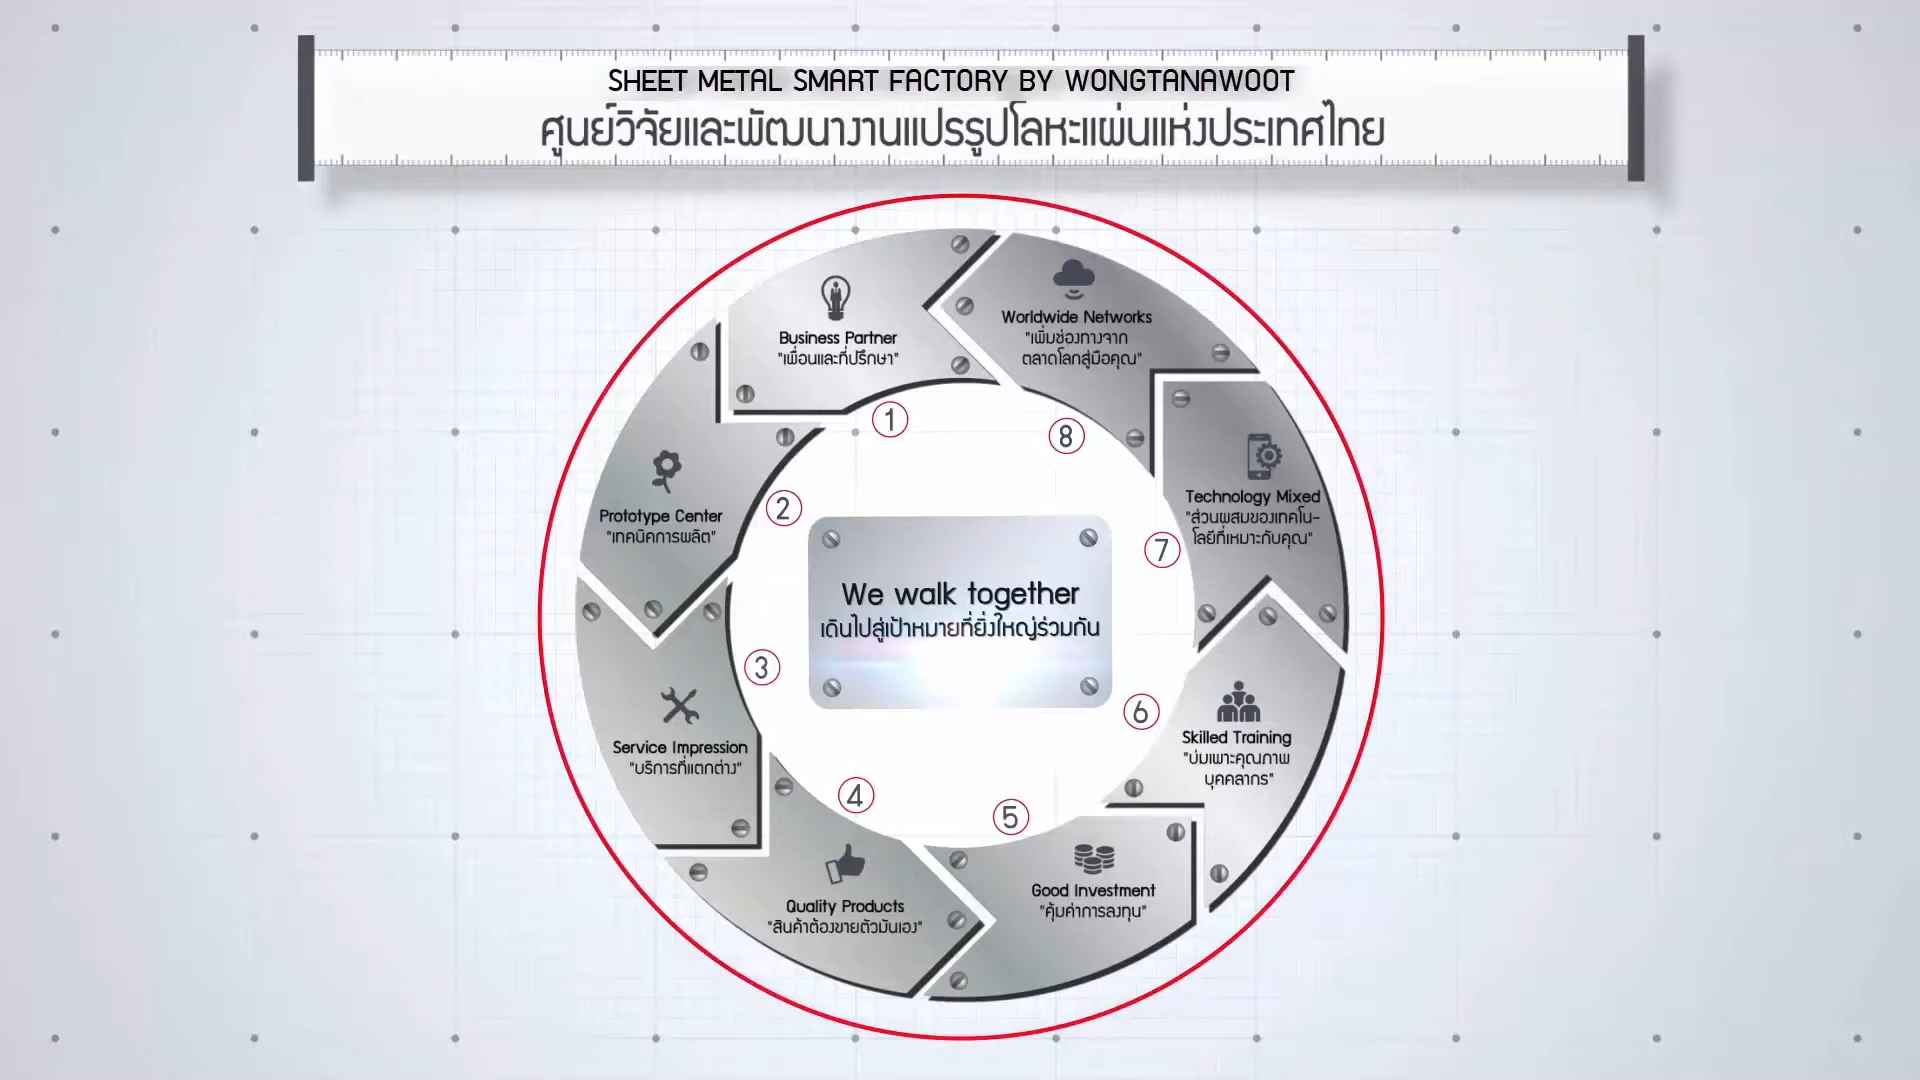 SHEET METAL SMART FACTORY BY WONGTANAWOOT
ศูนย์วิจัยและพัฒนางานแปรรูปโลหะแผ่นแห่งประเทศไทย
1
Business Partner
"เพื่อนและที่ปรึกษา"
2
Prototype Center
"เทคนิคการผลิต"
3
Service Impression
"บริการที่แตกต่าง"
4
Quality Products
"สินค้าต้องขายตัวมันเอง"
5
Good Investment
"คุ้มค่าการลงทุน"
6
Skilled Training
"บ่มเพาะคุณภาพ
บุคคลากร"
7
Technology Mixed
"ส่วนผสมของเทคโน-
โลยีที่เหมาะกับคุณ"
8
Worldwide Networks
"เพิ่มช่องทางจาก
ตลาดโลกสู่มือคุณ"
We walk together
เดินไปสู่เป้าหมายที่ยิ่งใหญ่ร่วมกัน